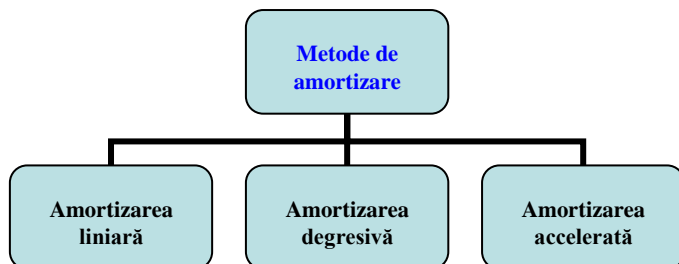 Metode de
amortizare
Amortizarea
liniară
Amortizarea
degresivă
Amortizarea
accelerată